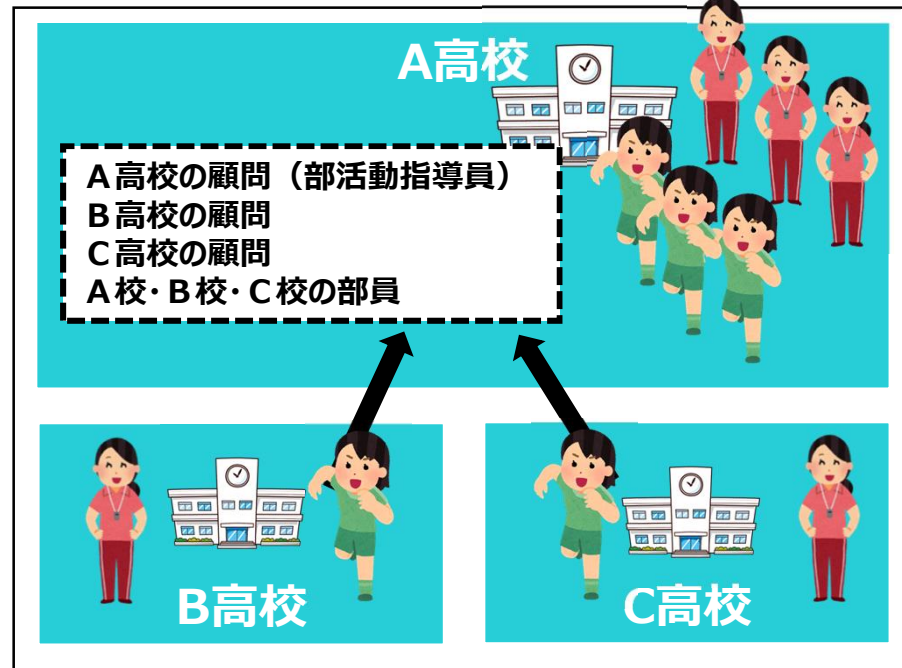 A高校
A高校の顧問（部活動指導員）
B高校の顧問
C高校の顧問
A校・B校・C校の部員
B高校
C高校